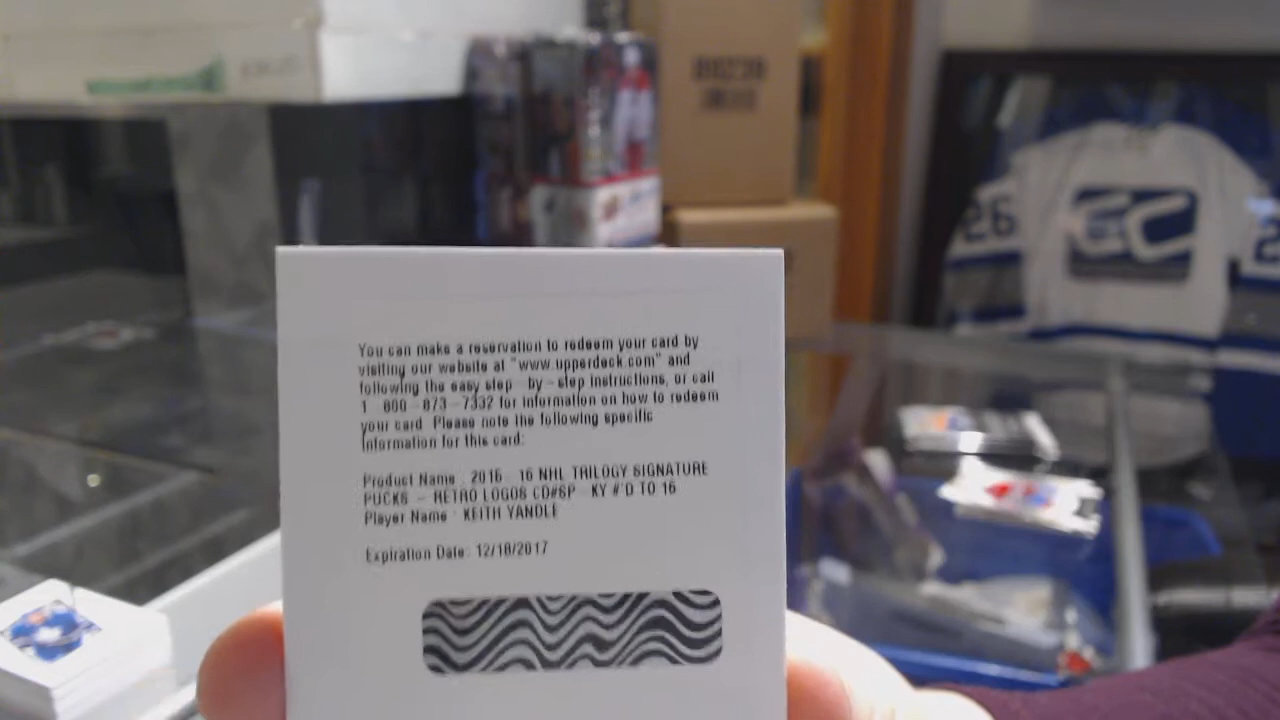 You can make a reservation to redeem your card by
visiting our website at "www.upperdeck.com" and
following the easy step - by - step instructions, or call
1 - 800 - 873 - 7332 for information on how to redeem
your card. Please note the following specific
information for this card:
Product Name : 2015 - 16 NHL TRILOGY SIGNATURE
PUCKS - RETRO LOGOS CD#SP - KY #'D TO 16
Player Name : KEITH YANDLE
Expiration Date: 12/18/2017
26